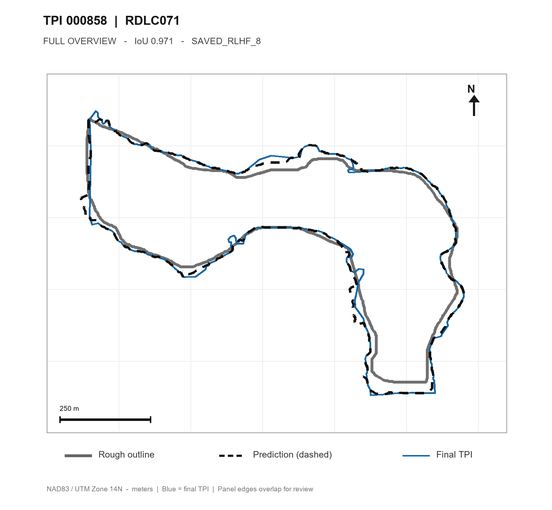 TPI 000858 | RDLC071
FULL OVERVIEW - IoU 0.971 - SAVED_RLHF_8
N
250 m
Rough outline
Prediction (dashed)
Final TPI
NAD83 / UTM Zone 14N - meters | Blue = final TPI | Panel edges overlap for review